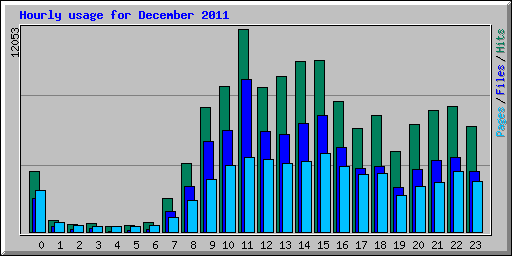 Hourly usage for December 2011
12053
Pages / Files / Hits
0 1 2 3 4 5 6 7 8 9 10 11 12 13 14 15 16 17 18 19 20 21 22 23